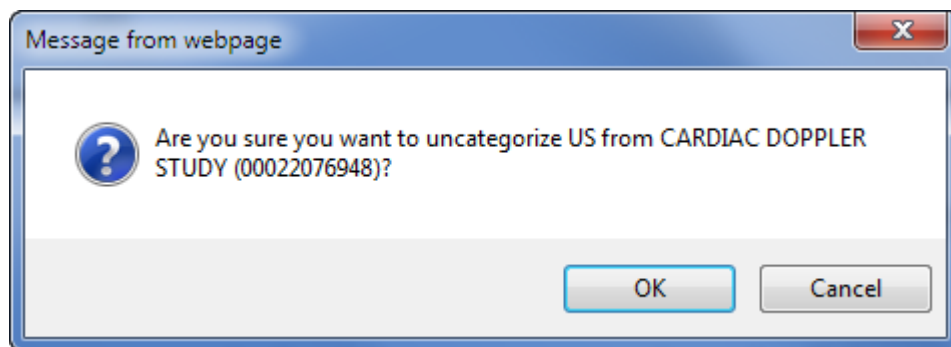 Message from webpage
Are you sure you want to uncategorize US from CARDIAC DOPPLER
STUDY (00022076948)?
OK
Cancel